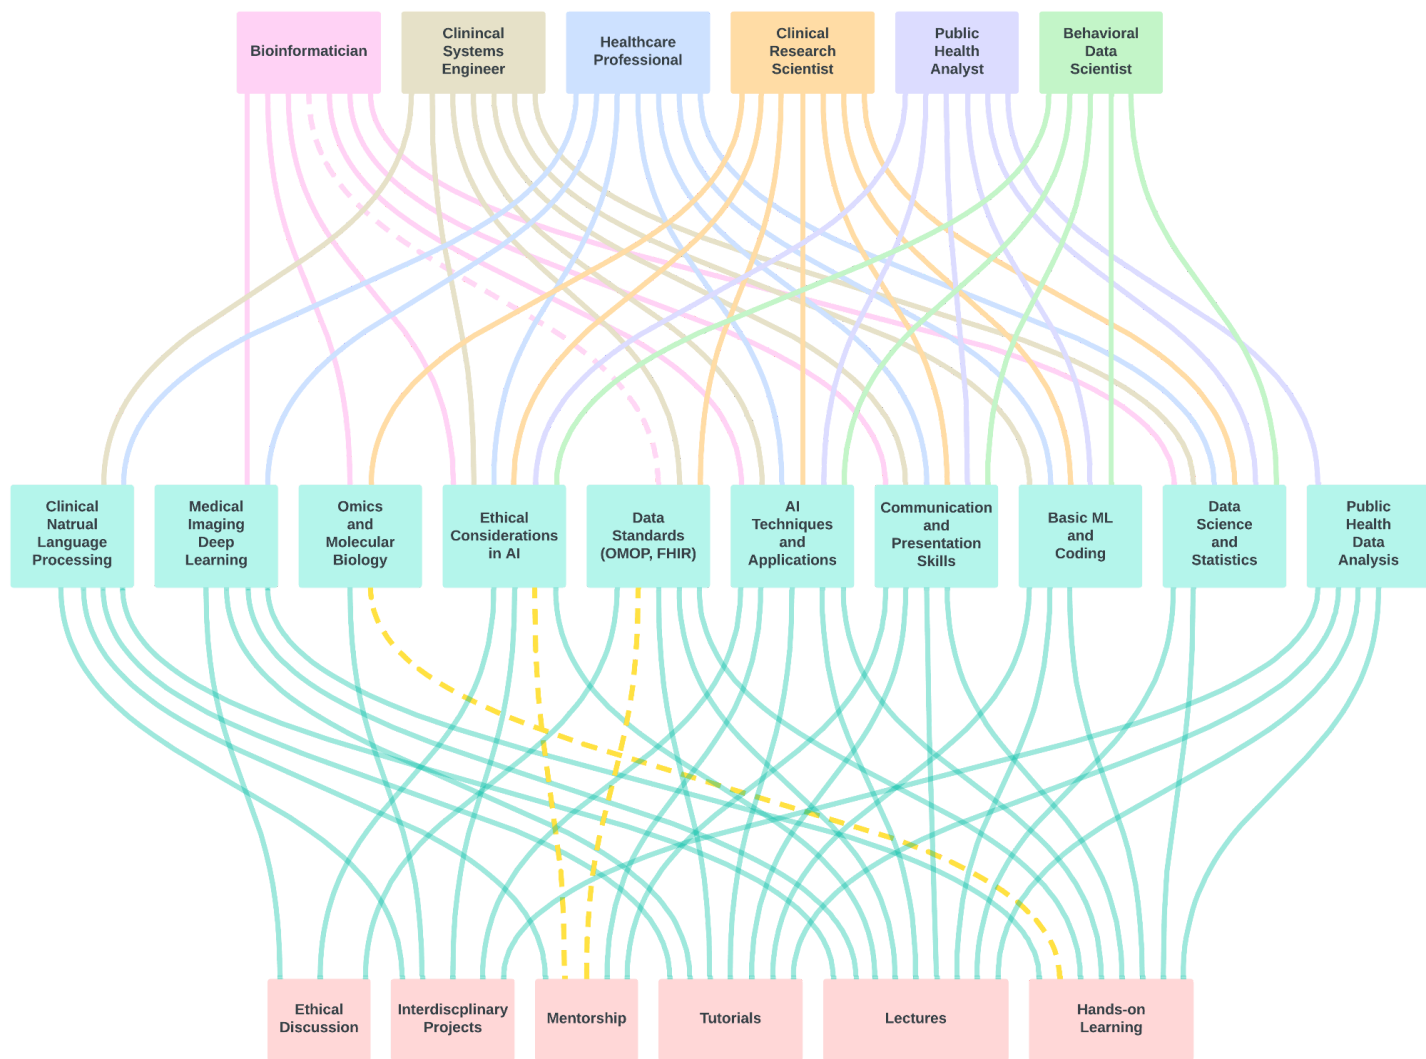 Bioinformatician
Clinincal
Systems
Engineer
Healthcare
Professional
Clinical
Research
Scientist
Public
Health
Analyst
Behavioral
Data
Scientist
Clinical
Natrual
Language
Processing
Medical
Imaging
Deep
Learning
Omics
and
Molecular
Biology
Ethical
Considerations
in AI
Data
Standards
(OMOP, FHIR)
AI
Techniques
and
Applications
Communication
and
Presentation
Skills
Basic ML
and
Coding
Data
Science
and
Statistics
Public
Health
Data
Analysis
Ethical
Discussion
Interdiscplinary
Projects
Mentorship
Tutorials
Lectures
Hands-on
Learning